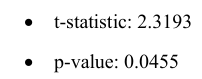 • t-statistic: 2.3193
• p-value: 0.0455